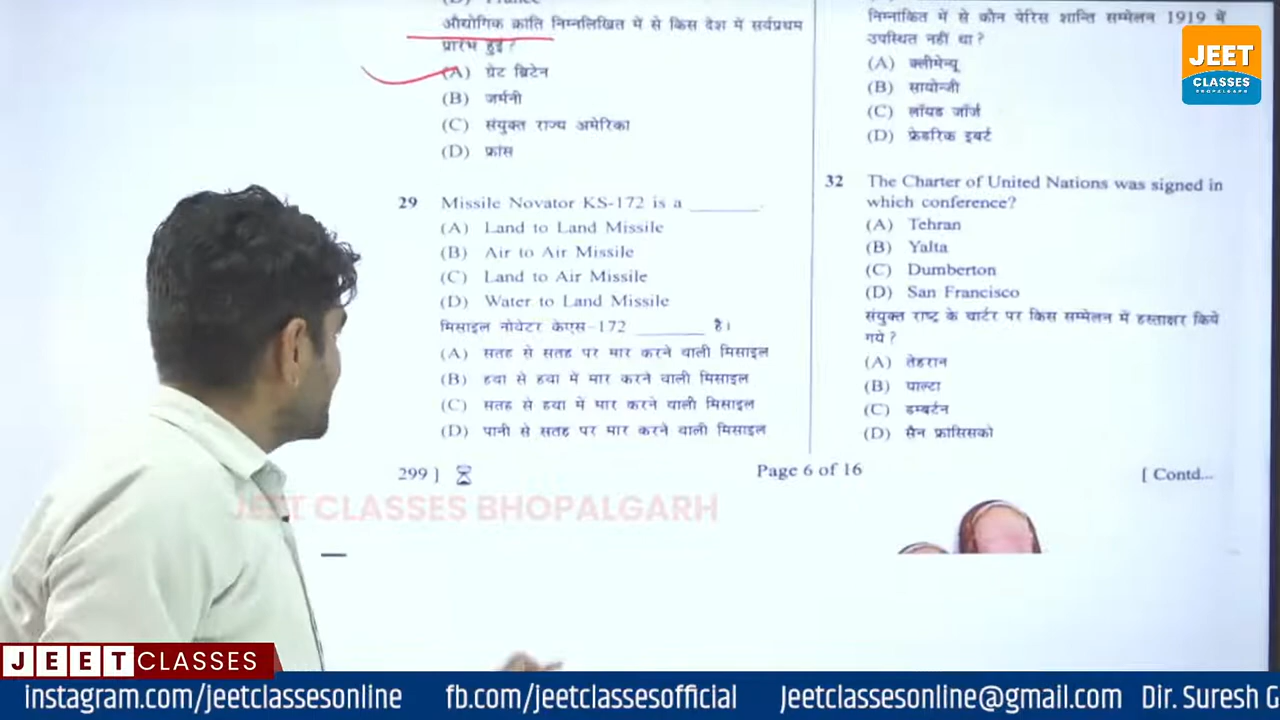 औद्योगिक क्रांति निम्नलिखित में से किस देश में सर्वप्रथम
प्रारंभ हुई ?
(A) ग्रेट ब्रिटेन
(B) जर्मनी
(C) संयुक्त राज्य अमेरिका
(D) फ्रांस
29 Missile Novator KS-172 is a ________.
(A) Land to Land Missile
(B) Air to Air Missile
(C) Land to Air Missile
(D) Water to Land Missile
मिसाइल नोवेटर केएस-172 ________ है।
(A) सतह से सतह पर मार करने वाली मिसाइल
(B) हवा से हवा में मार करने वाली मिसाइल
(C) सतह से हवा में मार करने वाली मिसाइल
(D) पानी से सतह पर मार करने वाली मिसाइल
निम्नांकित में से कौन पेरिस शान्ति सम्मेलन 1919 में
उपस्थित नहीं था ?
(A) क्लीमेन्यू
(B) सायोन्जी
(C) लॉयड जॉर्ज
(D) फ्रेडरिक इबर्ट
32 The Charter of United Nations was signed in
which conference?
(A) Tehran
(B) Yalta
(C) Dumberton
(D) San Francisco
संयुक्त राष्ट्र के चार्टर पर किस सम्मेलन में हस्ताक्षर किये
गये ?
(A) तेहरान
(B) याल्टा
(C) डम्बर्टन
(D) सैन फ्रांसिसको
299 ] Page 6 of 16 [ Contd...
JEET CLASSES BHOPALGARH
JEET
CLASSES
BHOPALGARH
JEET CLASSES
instagram.com/jeetclassesonline fb.com/jeetclassesofficial Jeetclassesonline@gmail.com Dir. Suresh G